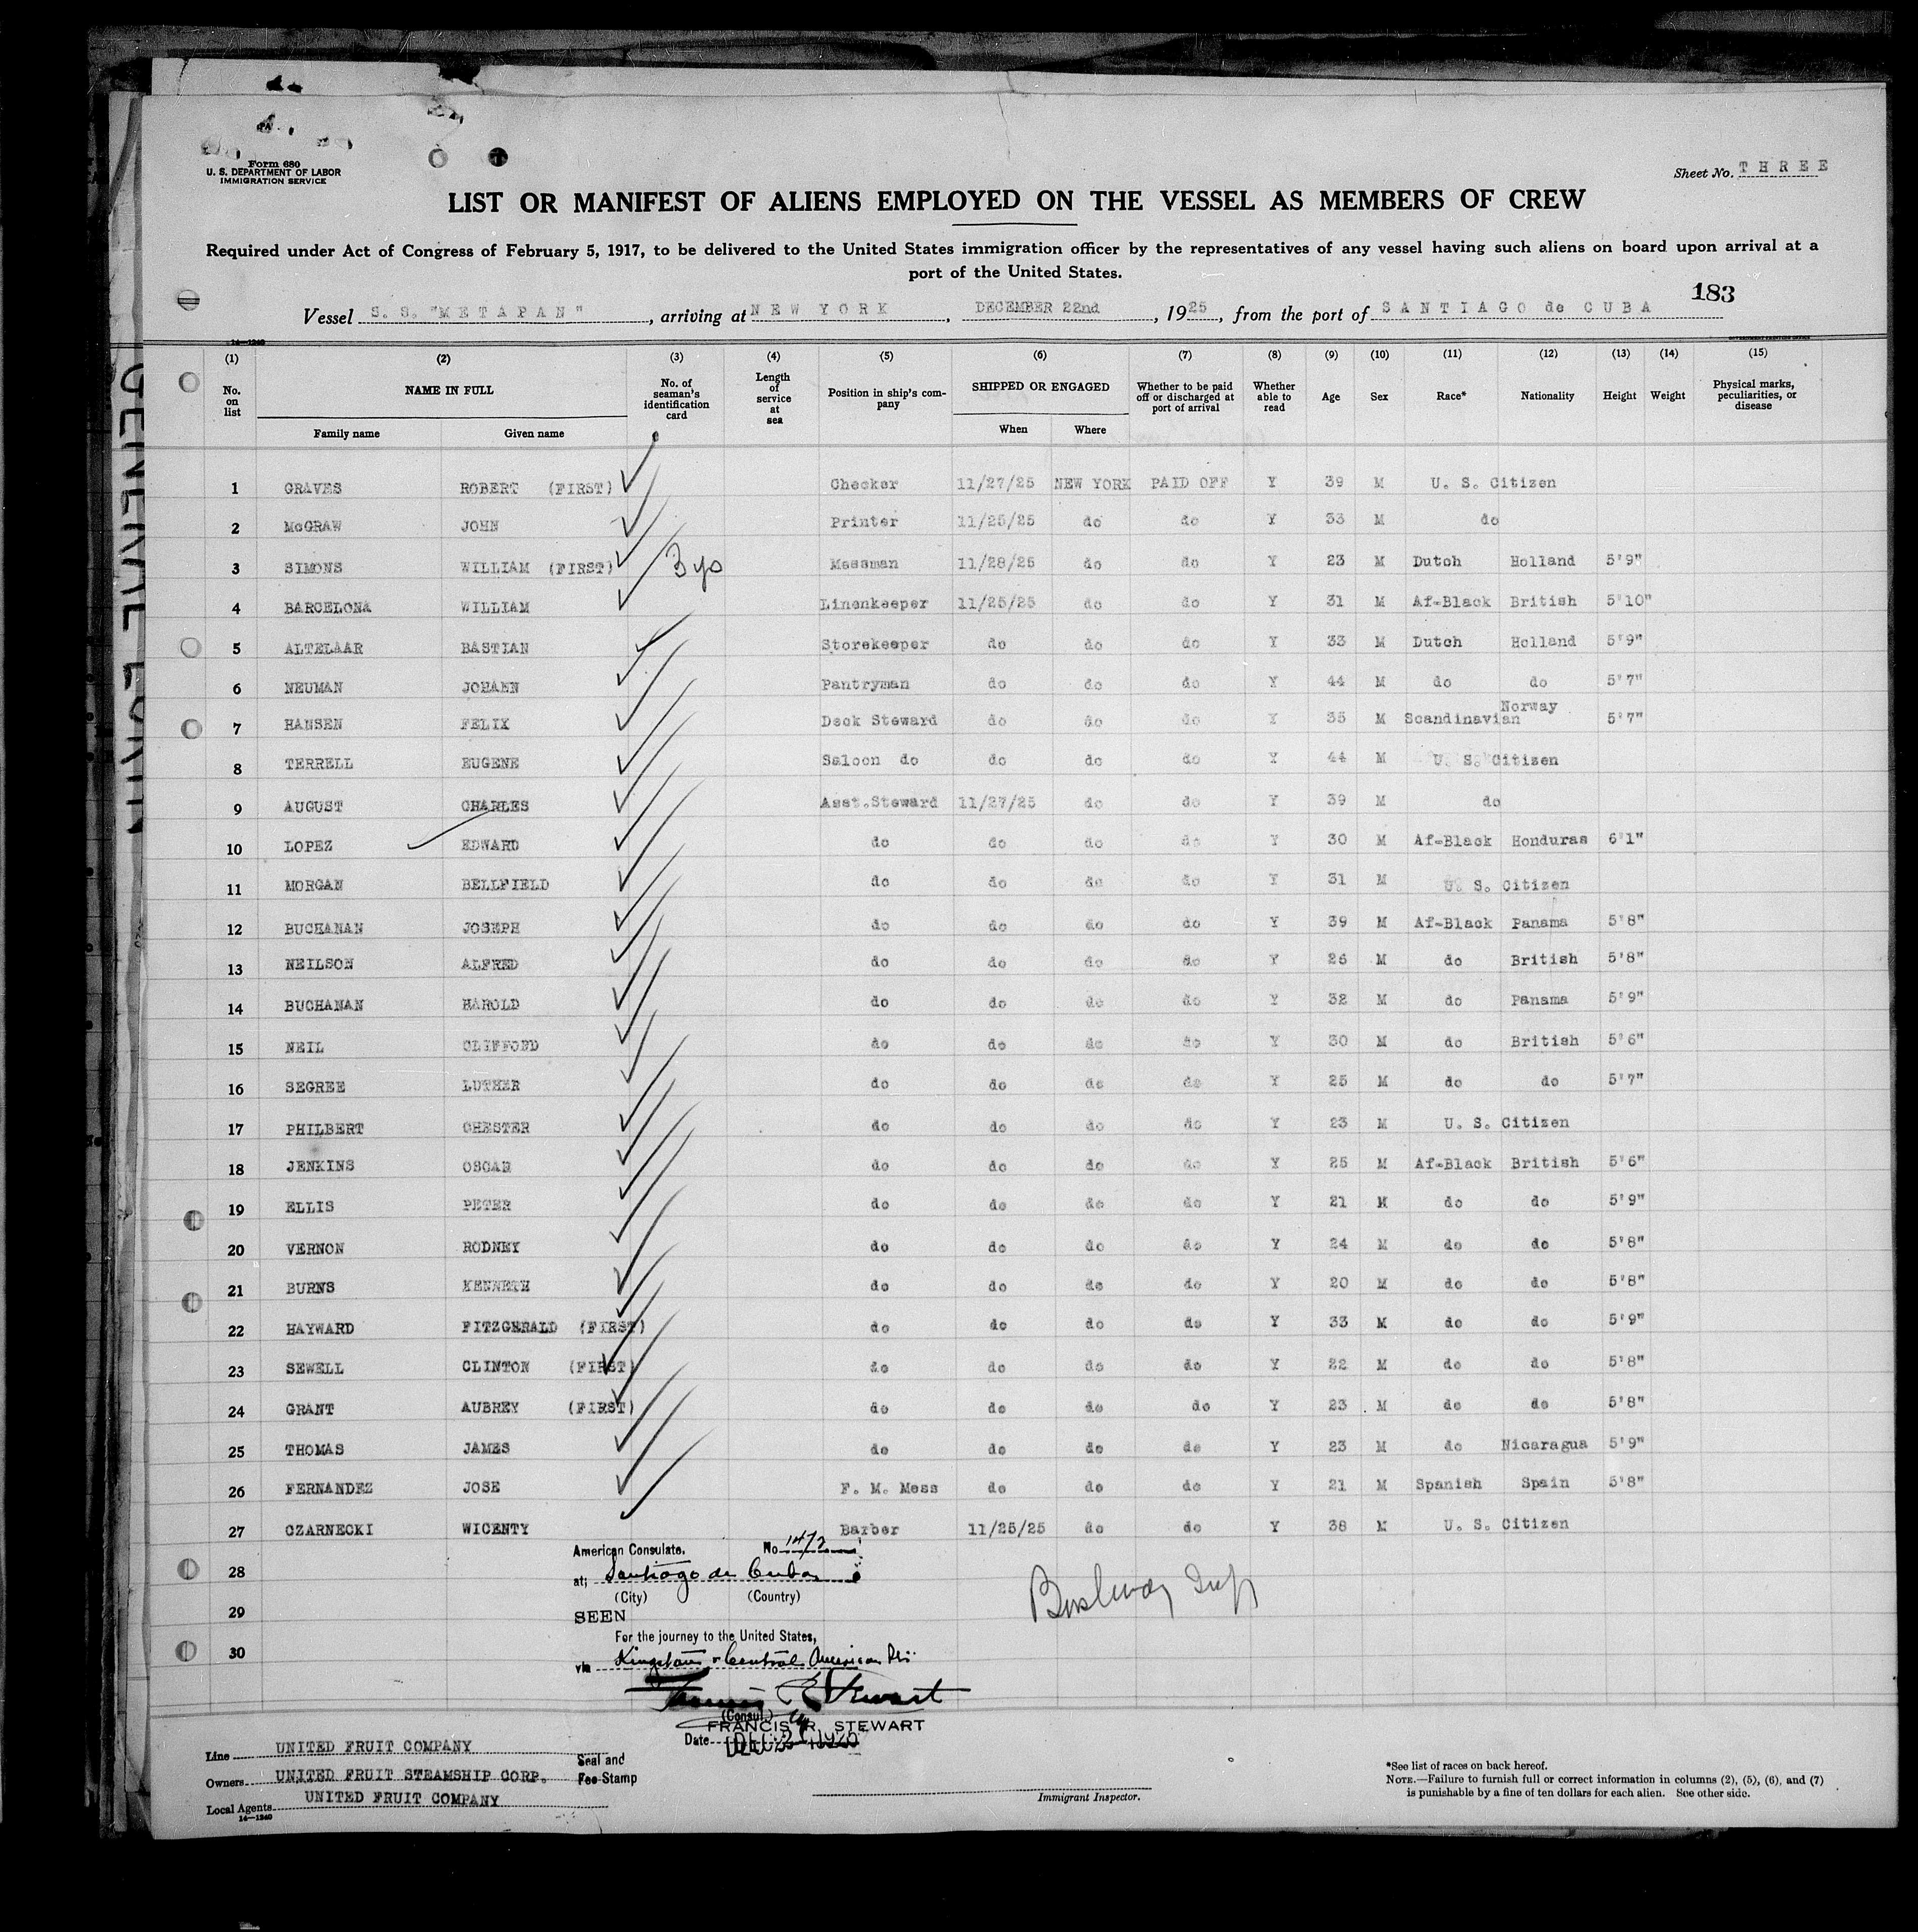 Form 680
U. S. DEPARTMENT OF LABOR
IMMIGRATION SERVICE
Sheet No. THREE
LIST OR MANIFEST OF ALIENS EMPLOYED ON THE VESSEL AS MEMBERS OF CREW
Required under Act of Congress of February 5, 1917, to be delivered to the United States immigration officer by the representatives of any vessel having such aliens on board upon arrival at a
port of the United States.
183
Vessel S. S. "METAPAN", arriving at NEW YORK, DECEMBER 22nd, 1925, from the port of SANTIAGO de CUBA
14—1240
(1) (2) (3) (4) (5) (6) (7) (8) (9) (10) (11) (12) (13) (14) (15)
No. on list NAME IN FULL Family name Given name No. of seaman's identification card Length of service at sea Position in ship's company SHIPPED OR ENGAGED When Where Whether to be paid off or discharged at port of arrival Whether able to read Age Sex Race* Nationality Height Weight Physical marks, peculiarities, or disease
1 GRAVES ROBERT (FIRST) Checker 11/27/25 NEW YORK PAID OFF Y 39 M U. S. Citizen
2 McGRAW JOHN Printer 11/25/25 do do Y 33 M do
3 SIMONS WILLIAM (FIRST) Messman 11/28/25 do do Y 23 M Dutch Holland 5'9"
4 BARCELONA WILLIAM Linenkeeper 11/25/25 do do Y 31 M Af-Black British 5'10"
5 ALTELAAR BASTIAN Storekeeper do do do Y 33 M Dutch Holland 5'9"
6 NEUMAN JOHANN Pantryman do do do Y 44 M do do 5'7"
7 HANSEN FELIX Deck Steward do do do Y 35 M Scandinavian Norway 5'7"
8 TERRELL EUGENE Saloon do do do do Y 44 M U. S. Citizen
9 AUGUST CHARLES Asst.Steward 11/27/25 do do Y 39 M do
10 LOPEZ EDWARD do do do do Y 30 M Af-Black Honduras 6'1"
11 MORGAN BELLFIELD do do do do Y 31 M U. S. Citizen
12 BUCHANAN JOSEPH do do do do Y 39 M Af-Black Panama 5'8"
13 NEILSON ALFRED do do do do Y 26 M do British 5'8"
14 BUCHANAN HAROLD do do do do Y 32 M do Panama 5'9"
15 NEIL CLIFFORD do do do do Y 30 M do British 5'6"
16 SEGREE LUTHER do do do do Y 25 M do do 5'7"
17 PHILBERT CHESTER do do do do Y 23 M U. S. Citizen
18 JENKINS OSCAR do do do do Y 25 M Af-Black British 5'6"
19 ELLIS PETER do do do do Y 21 M do do 5'9"
20 VERNON RODNEY do do do do Y 24 M do do 5'8"
21 BURNS KENNETH do do do do Y 20 M do do 5'8"
22 HAYWARD FITZGERALD (FIRST) do do do do Y 33 M do do 5'9"
23 SEWELL CLINTON (FIRST) do do do do Y 22 M do do 5'8"
24 GRANT AUBREY (FIRST) do do do do Y 23 M do do 5'8"
25 THOMAS JAMES do do do do Y 23 M do Nicaragua 5'9"
26 FERNANDEZ JOSE F. M. Mess do do do Y 21 M Spanish Spain 5'8"
27 CZARNECKI WICENTY Barber 11/25/25 do do Y 38 M U. S. Citizen
28
29
30
American Consulate. No
at; Santiago de Cuba
(City) (Country)
SEEN
For the journey to the United States,
via Kingston & Central American
(Consul)
FRANCIS R. STEWART
Date
Line UNITED FRUIT COMPANY
Owners UNITED FRUIT STEAMSHIP CORP.
Local Agents UNITED FRUIT COMPANY
14—1240
Seal and
Fee Stamp
Immigrant Inspector.
*See list of races on back hereof.
NOTE.—Failure to furnish full or correct information in columns (2), (5), (6), and (7)
is punishable by a fine of ten dollars for each alien. See other side.